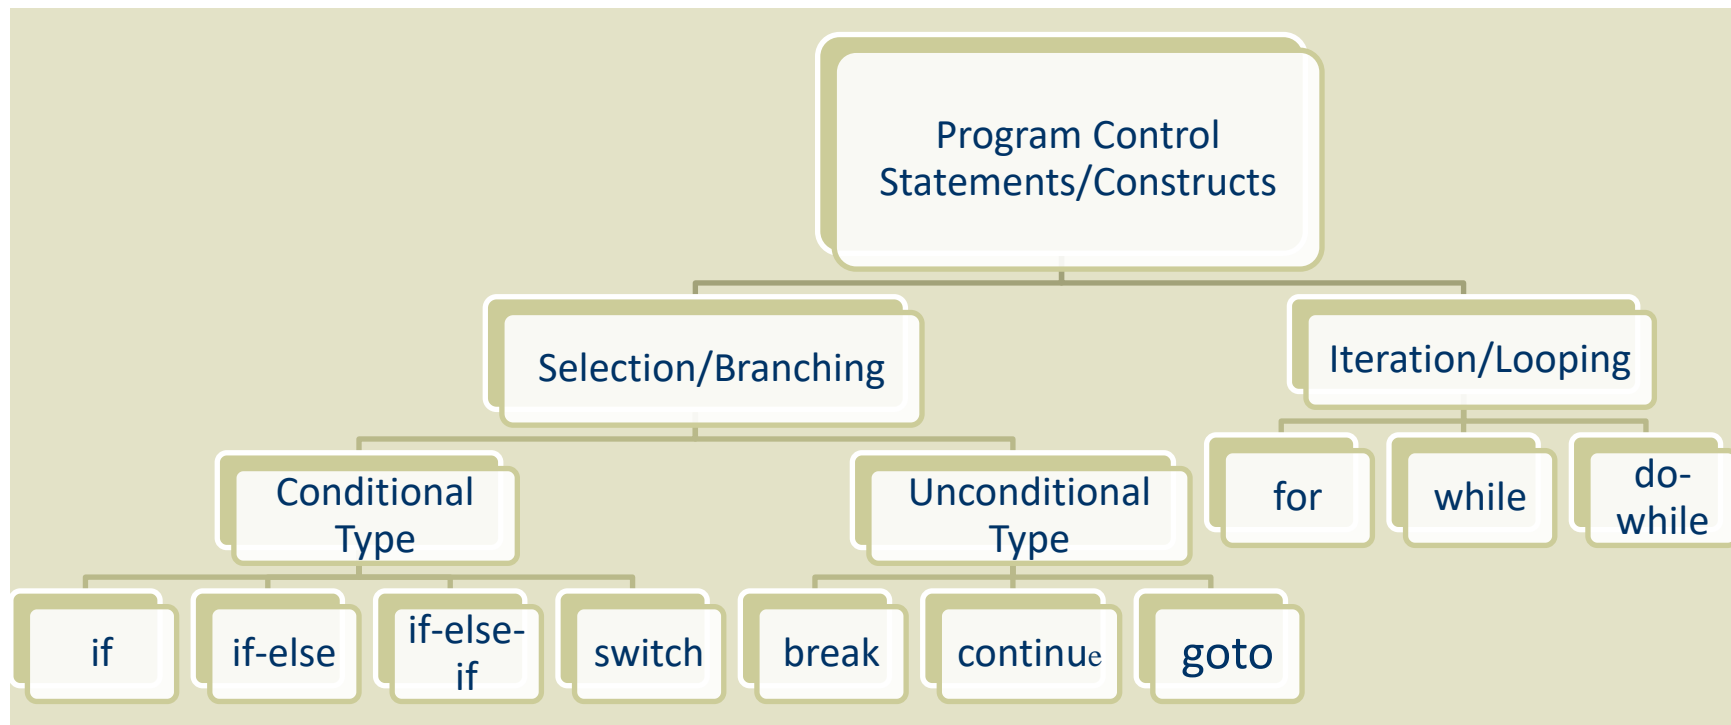 Program Control
Statements/Constructs
Selection/Branching
Iteration/Looping
Conditional
Type
Unconditional
Type
for
while
do-
while
if
if-else
if-else-
if
switch
break
continue
goto